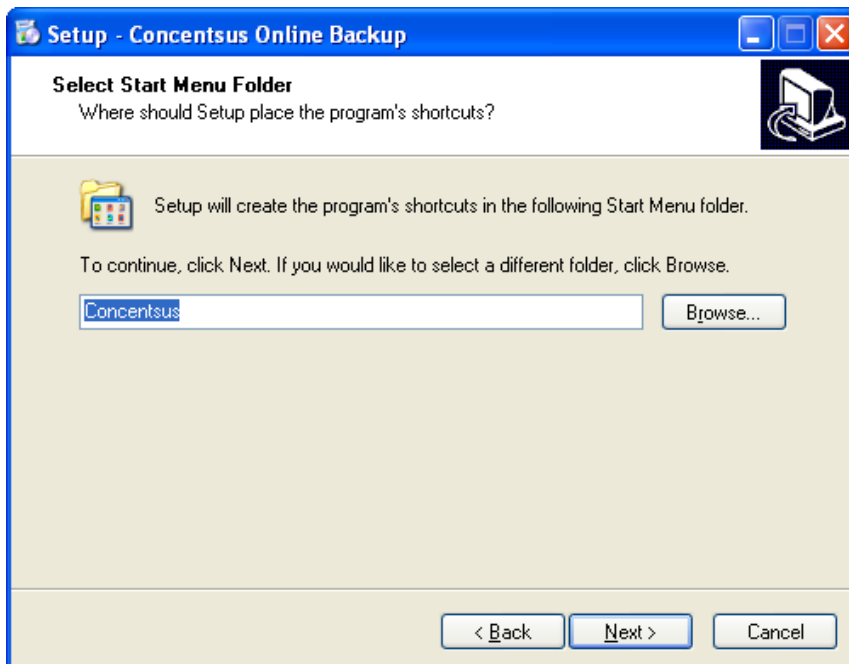 Setup - Concentsus Online Backup
Select Start Menu Folder
Where should Setup place the program's shortcuts?
Setup will create the program's shortcuts in the following Start Menu folder.
To continue, click Next. If you would like to select a different folder, click Browse.
Concentsus
Browse...
< Back
Next >
Cancel